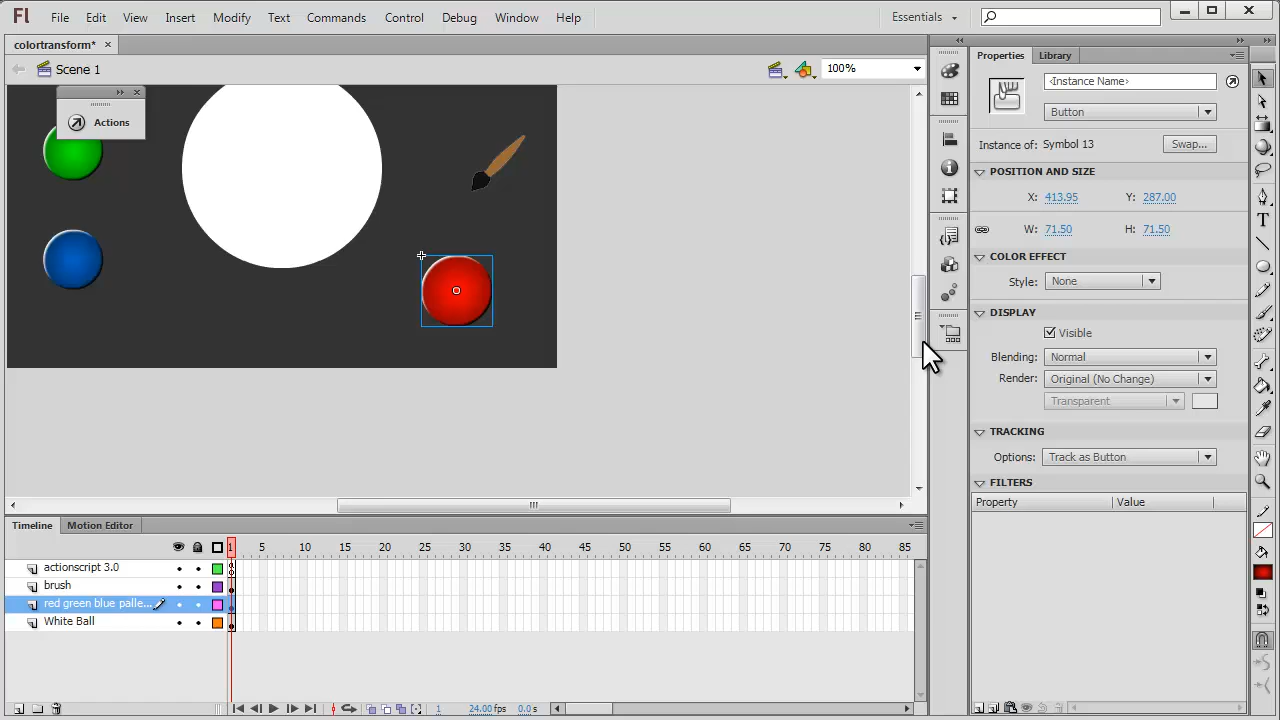 Fl File Edit View Insert Modify Text Commands Control Debug Window Help Essentials
colortransform* Properties Library
Scene 1 100% <Instance Name>
Actions Button
Instance of: Symbol 13 Swap...
POSITION AND SIZE
X: 413.95 Y: 287.00
W: 71.50 H: 71.50
COLOR EFFECT
Style: None
DISPLAY
Visible
Blending: Normal
Render: Original (No Change)
Transparent
TRACKING
Options: Track as Button
FILTERS
Property Value
Timeline Motion Editor
1 5 10 15 20 25 30 35 40 45 50 55 60 65 70 75 80 85
actionscript 3.0
brush
red green blue palle...
White Ball
1 24.00 fps 0.0 s